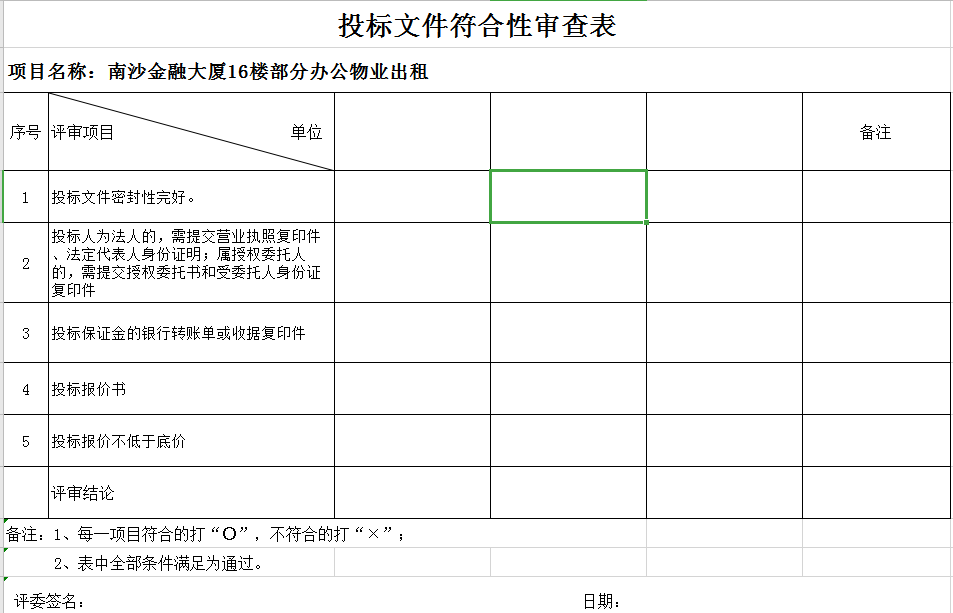 投标文件符合性审查表
项目名称：南沙金融大厦16楼部分办公物业出租
序号 评审项目 单位 备注
1 投标文件密封性完好。
2 投标人为法人的，需提交营业执照复印件
、法定代表人身份证明；属授权委托人
的，需提交授权委托书和受委托人身份证
复印件
3 投标保证金的银行转账单或收据复印件
4 投标报价书
5 投标报价不低于底价
评审结论
备注：1、每一项目符合的打“O”，不符合的打“×”；
2、表中全部条件满足为通过。
评委签名： 日期：